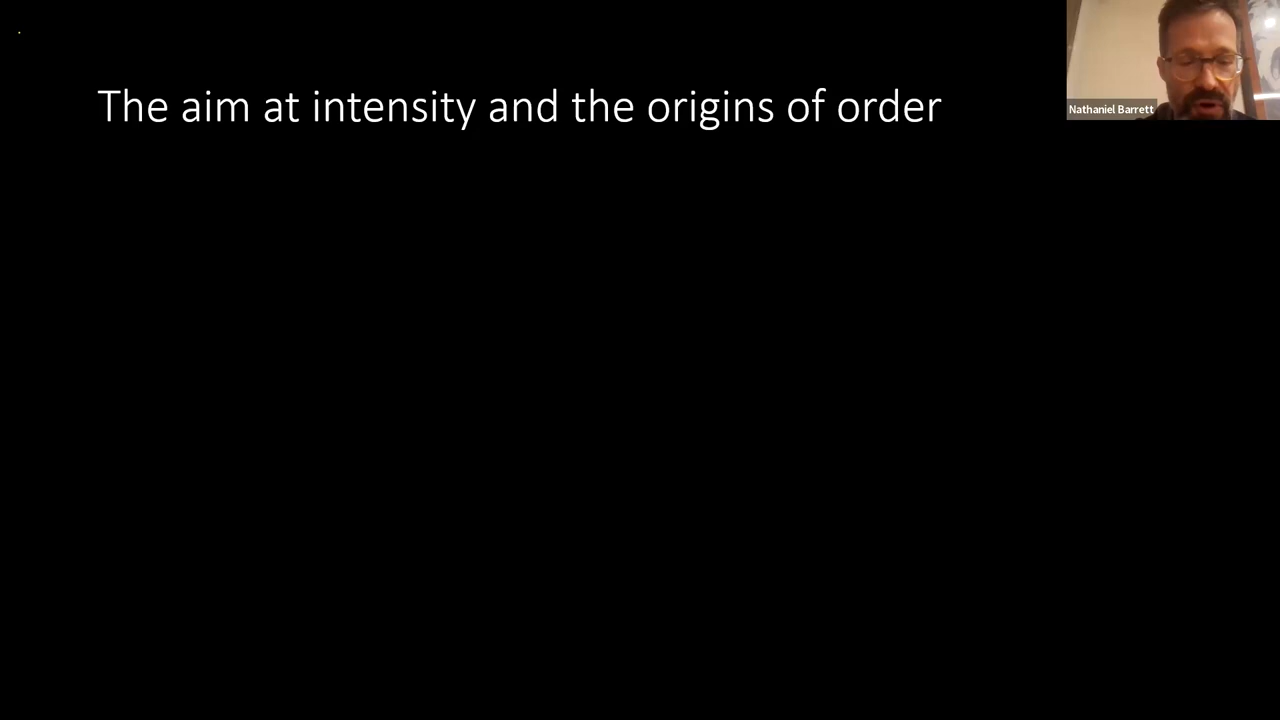 The aim at intensity and the origins of order
Nathaniel Barrett